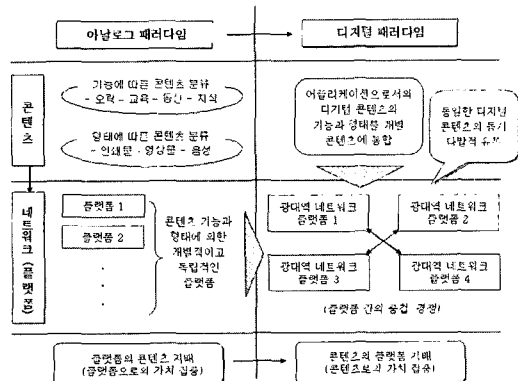 아날로그 패러다임
디지털 패러다임
콘텐츠
기능에 따른 콘텐츠 분류
- 오락 - 교육 - 통신 - 지식
형태에 따른 콘텐츠 분류
- 인쇄물 - 영상물 - 음성
어플리케이션으로서의
디지털 콘텐츠의
기능과 형태를 개별
콘텐츠에 통합
동일한 디지털
콘텐츠의
다발적
네트워크 (플랫폼)
플랫폼 1
플랫폼 2
콘텐츠 기능과
형태에 의한
개별적이고
독립적인
플랫폼
광대역 네트워크
플랫폼 1
광대역 네트워크
플랫폼 2
광대역 네트워크
플랫폼 3
광대역 네트워크
플랫폼 4
(플랫폼 간의 경쟁)
플랫폼의 콘텐츠 지배
(플랫폼으로의 가치 집중)
콘텐츠의 플랫폼 지배
(콘텐츠로의 가치 집중)